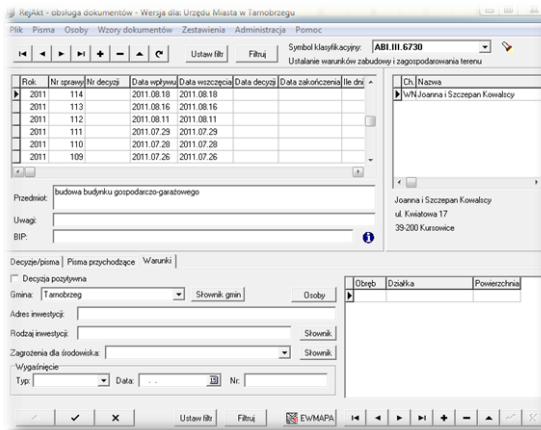 RejAkt - obsługa dokumentów - Wersja dla: Urzędu Miasta w Tarnobrzegu
Plik Pisma Osoby Wzory dokumentów Zestawienia Administracja Pomoc
Ustaw filtr Filtruj Symbol klasyfikacyjny: ABI.III.6730
Ustalanie warunków zabudowy i zagospodarowania terenu
Rok Nr sprawy Nr decyzji Data wpływu Data wszczęcia Data decyzji Data zakończenia Ile dni Ch. Nazwa
2011 114 2011.08.18 2011.08.18 WN Joanna i Szczepan Kowalscy
2011 113 2011.08.16 2011.08.16
2011 112 2011.08.11 2011.08.11
2011 111 2011.07.29 2011.07.29
2011 110 2011.07.28 2011.07.28
2011 109 2011.07.26 2011.07.26
Przedmiot: budowa budynku gospodarczo-garażowego
Joanna i Szczepan Kowalscy
Uwagi: ul. Kwiatowa 17
BIP: 39-200 Kursowice
Decyzje/pisma Pisma przychodzące Warunki
Decyzja pozytywna Obręb Działka Powierzchnia
Gmina: Tarnobrzeg Słownik gmin Osoby
Adres inwestycji:
Rodzaj inwestycji: Słownik
Zagrożenia dla środowiska: Słownik
Wygaśnięcie
Typ: Data: . . 15 Nr:
Ustaw filtr Filtruj EWMAPA